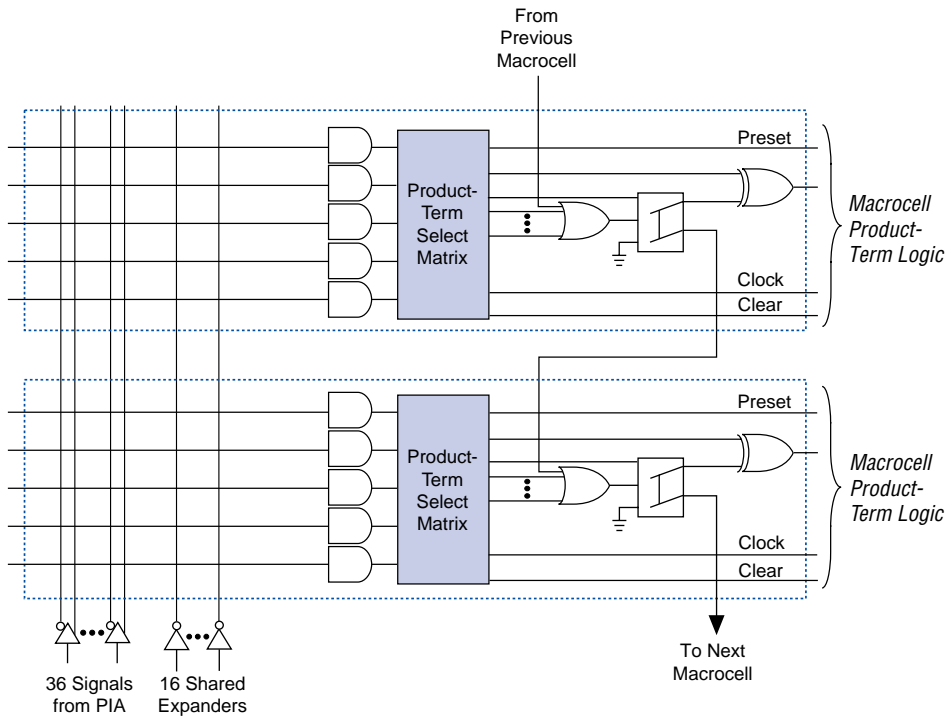 From
Previous
Macrocell
Preset
Product-
Term
Select
Matrix
Macrocell
Product-
Term Logic
Clock
Clear
Preset
Product-
Term
Select
Matrix
Macrocell
Product-
Term Logic
Clock
Clear
To Next
Macrocell
36 Signals
from PIA
16 Shared
Expanders